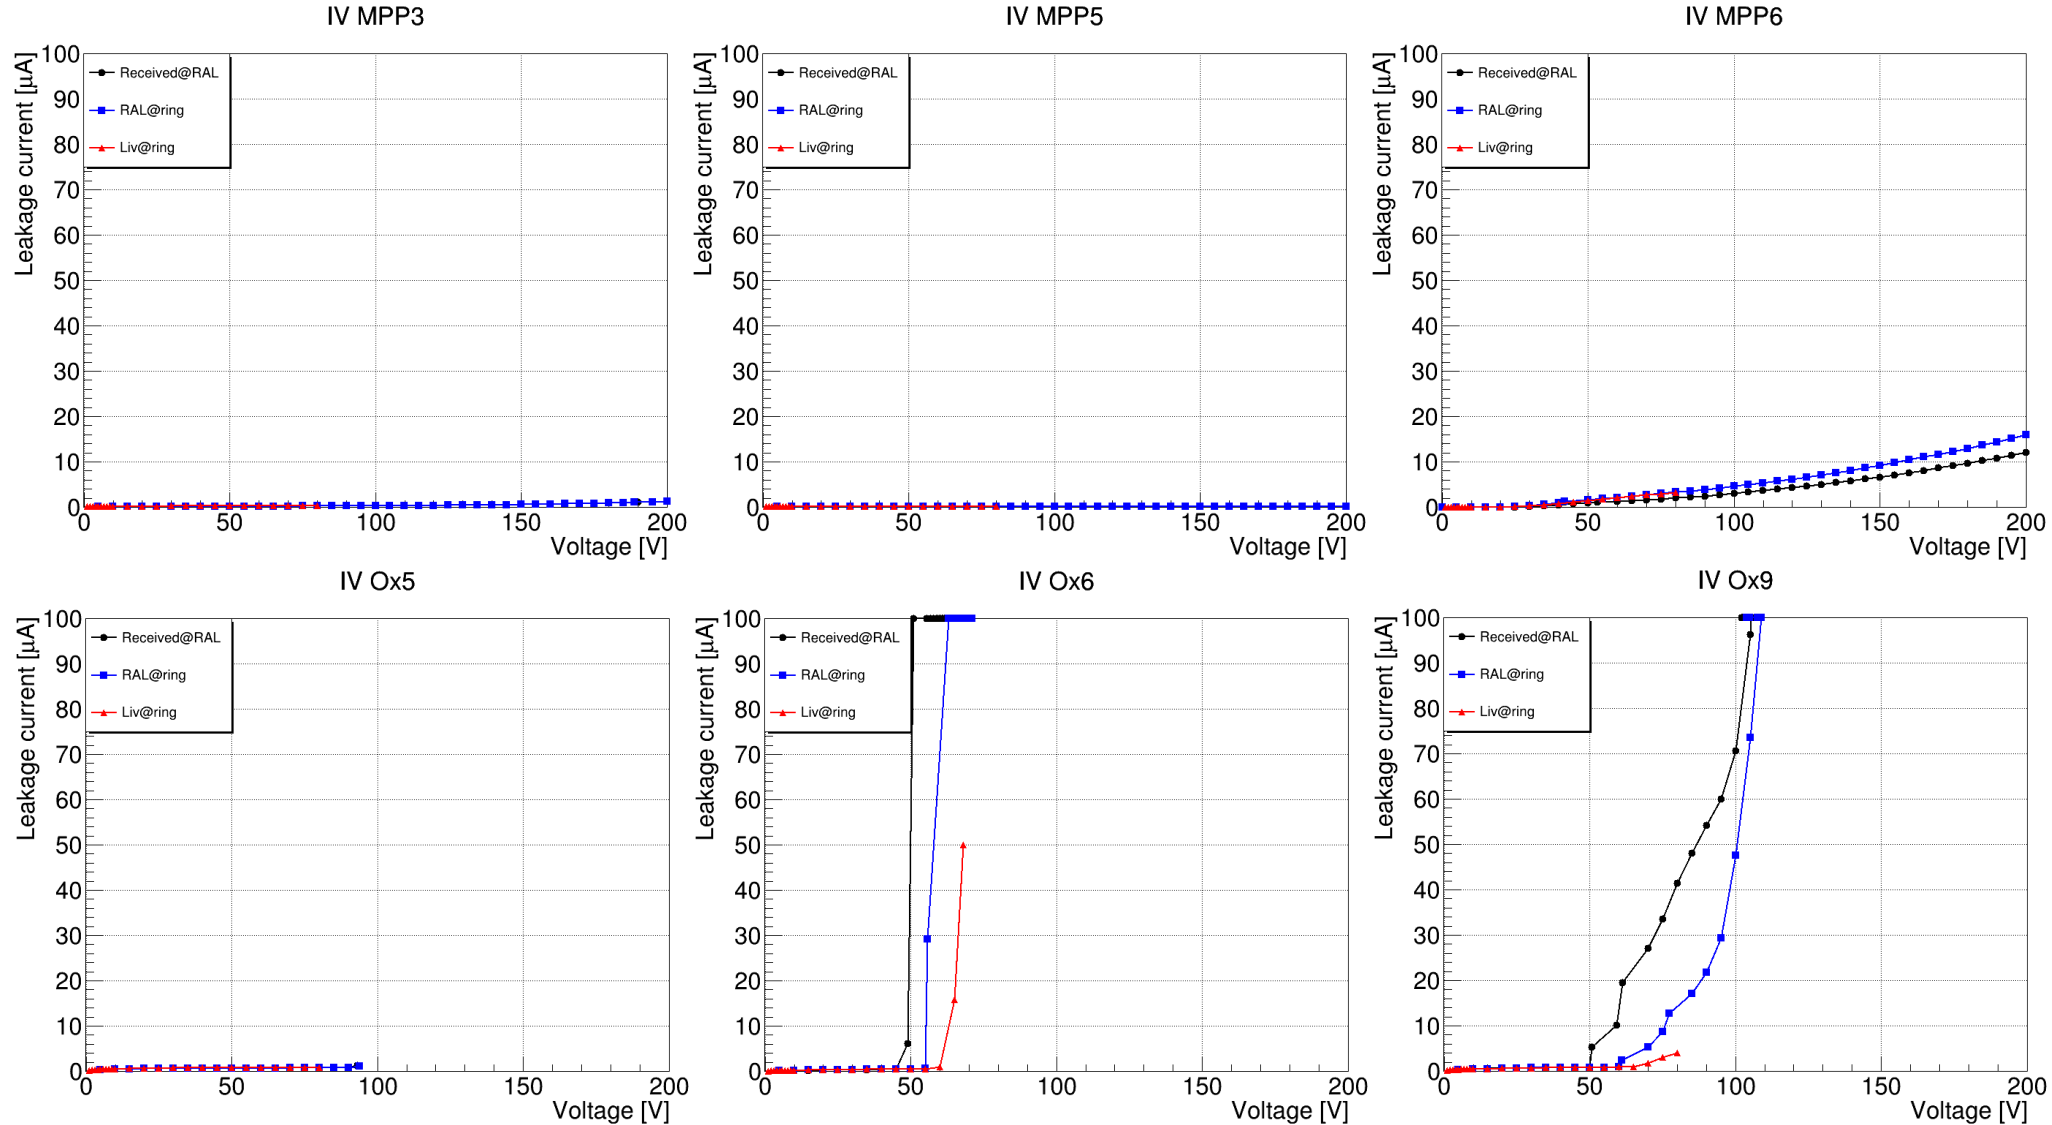 IV MPP3
Leakage current [μA]
100
90
80
70
60
50
40
30
20
10
0
Received@RAL
RAL@ring
Liv@ring
0 50 100 150 200
Voltage [V]
IV MPP5
Leakage current [μA]
100
90
80
70
60
50
40
30
20
10
0
Received@RAL
RAL@ring
Liv@ring
0 50 100 150 200
Voltage [V]
IV MPP6
Leakage current [μA]
100
90
80
70
60
50
40
30
20
10
0
Received@RAL
RAL@ring
Liv@ring
0 50 100 150 200
Voltage [V]
IV Ox5
Leakage current [μA]
100
90
80
70
60
50
40
30
20
10
0
Received@RAL
RAL@ring
Liv@ring
0 50 100 150 200
Voltage [V]
IV Ox6
Leakage current [μA]
100
90
80
70
60
50
40
30
20
10
0
Received@RAL
RAL@ring
Liv@ring
0 50 100 150 200
Voltage [V]
IV Ox9
Leakage current [μA]
100
90
80
70
60
50
40
30
20
10
0
Received@RAL
RAL@ring
Liv@ring
0 50 100 150 200
Voltage [V]